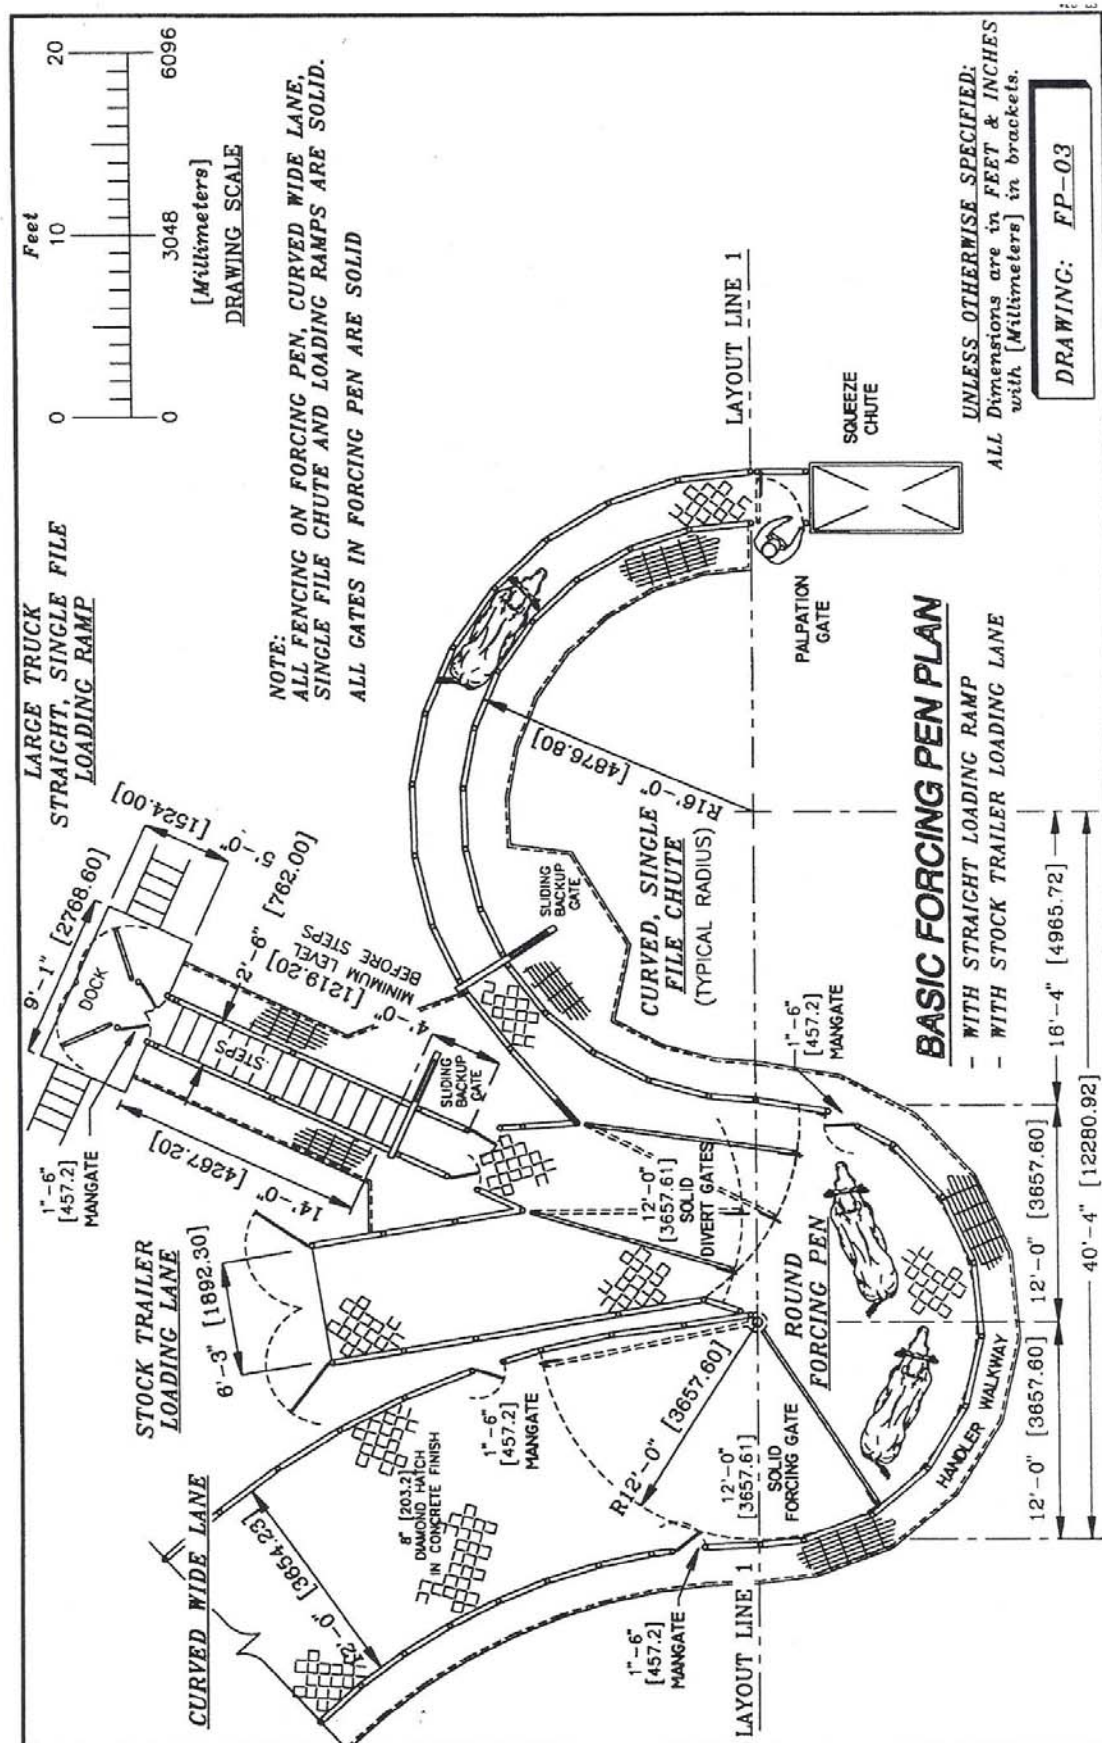 Feet
0 10 20
0 3048 6096
[Millimeters]
DRAWING SCALE
LARGE TRUCK
STRAIGHT, SINGLE FILE
LOADING RAMP
NOTE:
ALL FENCING ON FORCING PEN, CURVED WIDE LANE,
SINGLE FILE CHUTE AND LOADING RAMPS ARE SOLID.
ALL GATES IN FORCING PEN ARE SOLID
9'-1" [2768.60]
5'-0"
[1524.00]
DOCK
2'-6"
[762.00]
STEPS
4'-0"
[1219.20]
MINIMUM LEVEL
BEFORE STEPS
1"-6"
[457.2]
MANGATE
14'-0"
[4267.20]
SLIDING
BACKUP
GATE
STOCK TRAILER
LOADING LANE
6'-3" [1892.30]
CURVED WIDE LANE
12'-0" [3654.23]
8" [203.2]
DIAMOND HATCH
IN CONCRETE FINISH
1"-6"
[457.2]
MANGATE
12'-0"
[3657.61]
SOLID
DIVERT GATES
SLIDING
BACKUP
GATE
CURVED, SINGLE
FILE CHUTE
(TYPICAL RADIUS)
R16'-0" [4876.80]
LAYOUT LINE 1
PALPATION
GATE
SQUEEZE
CHUTE
1"-6"
[457.2]
MANGATE
R12'-0" [3657.60]
12'-0"
[3657.61]
SOLID
FORCING GATE
ROUND
FORCING PEN
1"-6"
[457.2]
MANGATE
LAYOUT LINE 1
HANDLER WALKWAY
BASIC FORCING PEN PLAN
- WITH STRAIGHT LOADING RAMP
- WITH STOCK TRAILER LOADING LANE
12'-0" [3657.60]
12'-0" [3657.60]
16'-4" [4965.72]
40'-4" [12280.92]
UNLESS OTHERWISE SPECIFIED:
ALL Dimensions are in FEET & INCHES
with [Millimeters] in brackets.
DRAWING: FP-03